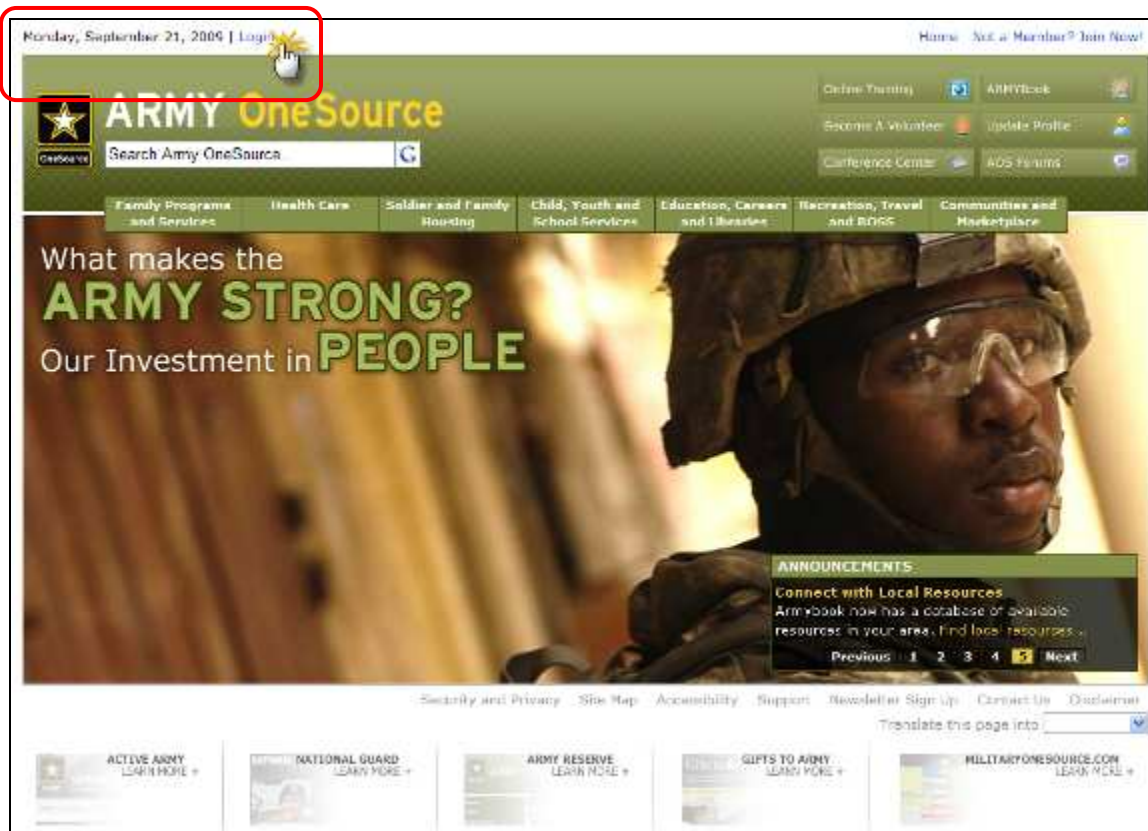 Monday, September 21, 2009 | Login
Home Not a Member? Join Now!
ARMY OneSource
OneSource
Search Army OneSource
G
Online Training
ARMYBook
Become A Volunteer
Update Profile
Conference Center
AOS Forums
Family Programs
and Services
Health Care
Soldier and Family
Housing
Child, Youth and
School Services
Education, Careers
and Libraries
Recreation, Travel
and BOSS
Communities and
Marketplace
What makes the
ARMY STRONG?
Our Investment in PEOPLE
ANNOUNCEMENTS
Connect with Local Resources
Armybook now has a database of available
resources in your area. Find local resources .
Previous 1 2 3 4 5 Next
Security and Privacy Site Map Accessibility Support Newsletter Sign Up Contact Us Disclaimer
Translate this page into
ACTIVE ARMY
LEARN MORE +
NATIONAL GUARD
LEARN MORE +
ARMY RESERVE
LEARN MORE +
GIFTS TO ARMY
LEARN MORE +
MILITARYONESOURCE.COM
LEARN MORE +